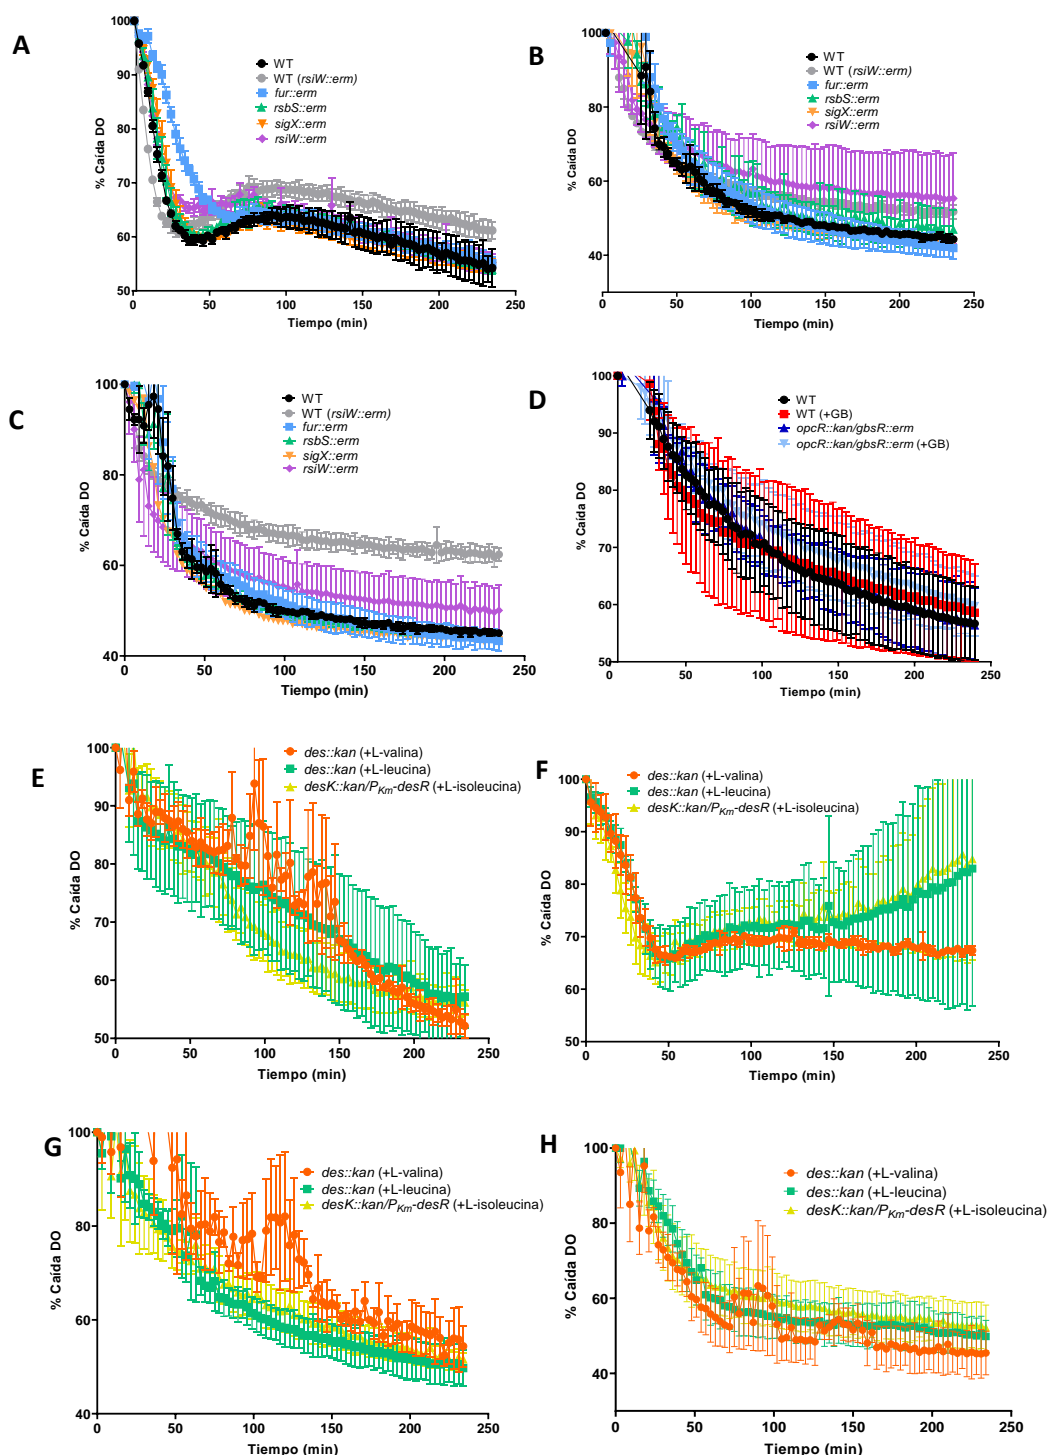 A
% Caída DO
100
90
80
70
60
50
0
50
100
150
200
250
Tiempo (min)
WT
WT (rsiW::erm)
fur::erm
rsbS::erm
sigX::erm
rsiW::erm
B
% Caída DO
100
80
60
40
0
50
100
150
200
250
Tiempo (min)
WT
WT (rsiW::erm)
fur::erm
rsbS::erm
sigX::erm
rsiW::erm
C
% Caída DO
100
80
60
40
0
50
100
150
200
250
Tiempo (min)
WT
WT (rsiW::erm)
fur::erm
rsbS::erm
sigX::erm
rsiW::erm
D
% Caída DO
100
90
80
70
60
50
0
50
100
150
200
250
Tiempo (min)
WT
WT (+GB)
opcR::kan/gbsR::erm
opcR::kan/gbsR::erm (+GB)
E
% Caída DO
100
90
80
70
60
50
0
50
100
150
200
250
Tiempo (min)
des::kan (+L-valina)
des::kan (+L-leucina)
desK::kan/PKm-desR (+L-isoleucina)
F
% Caída DO
100
90
80
70
60
50
0
50
100
150
200
250
Tiempo (min)
des::kan (+L-valina)
des::kan (+L-leucina)
desK::kan/PKm-desR (+L-isoleucina)
G
% Caída DO
100
80
60
40
0
50
100
150
200
250
Tiempo (min)
des::kan (+L-valina)
des::kan (+L-leucina)
desK::kan/PKm-desR (+L-isoleucina)
H
% Caída DO
100
80
60
40
0
50
100
150
200
250
Tiempo (min)
des::kan (+L-valina)
des::kan (+L-leucina)
desK::kan/PKm-desR (+L-isoleucina)